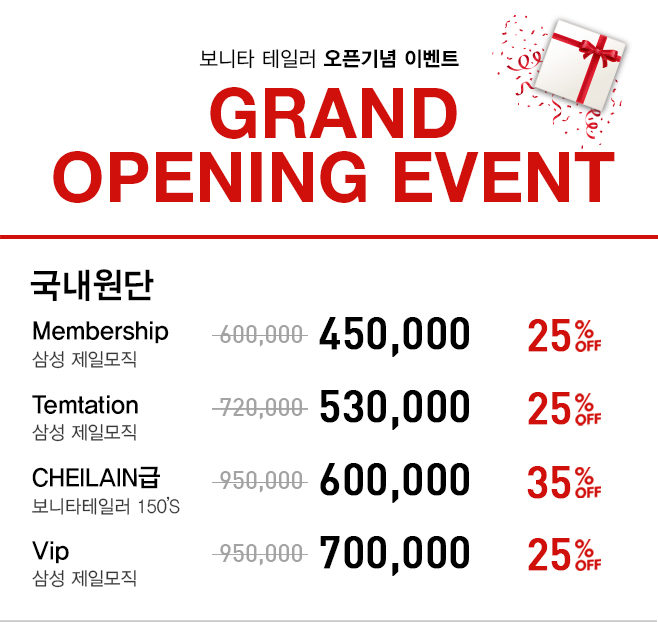 보니타 테일러 오픈기념 이벤트
GRAND
OPENING EVENT
국내원단
Membership 600,000 450,000 25% OFF
삼성 제일모직
Temtation 720,000 530,000 25% OFF
삼성 제일모직
CHEILAIN급 950,000 600,000 35% OFF
보니타테일러 150'S
Vip 950,000 700,000 25% OFF
삼성 제일모직